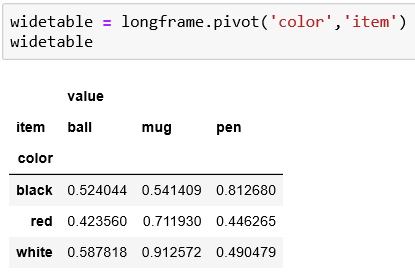 widetable = longframe.pivot('color','item')
widetable
value
item ball mug pen
color
black 0.524044 0.541409 0.812680
red 0.423560 0.711930 0.446265
white 0.587818 0.912572 0.490479